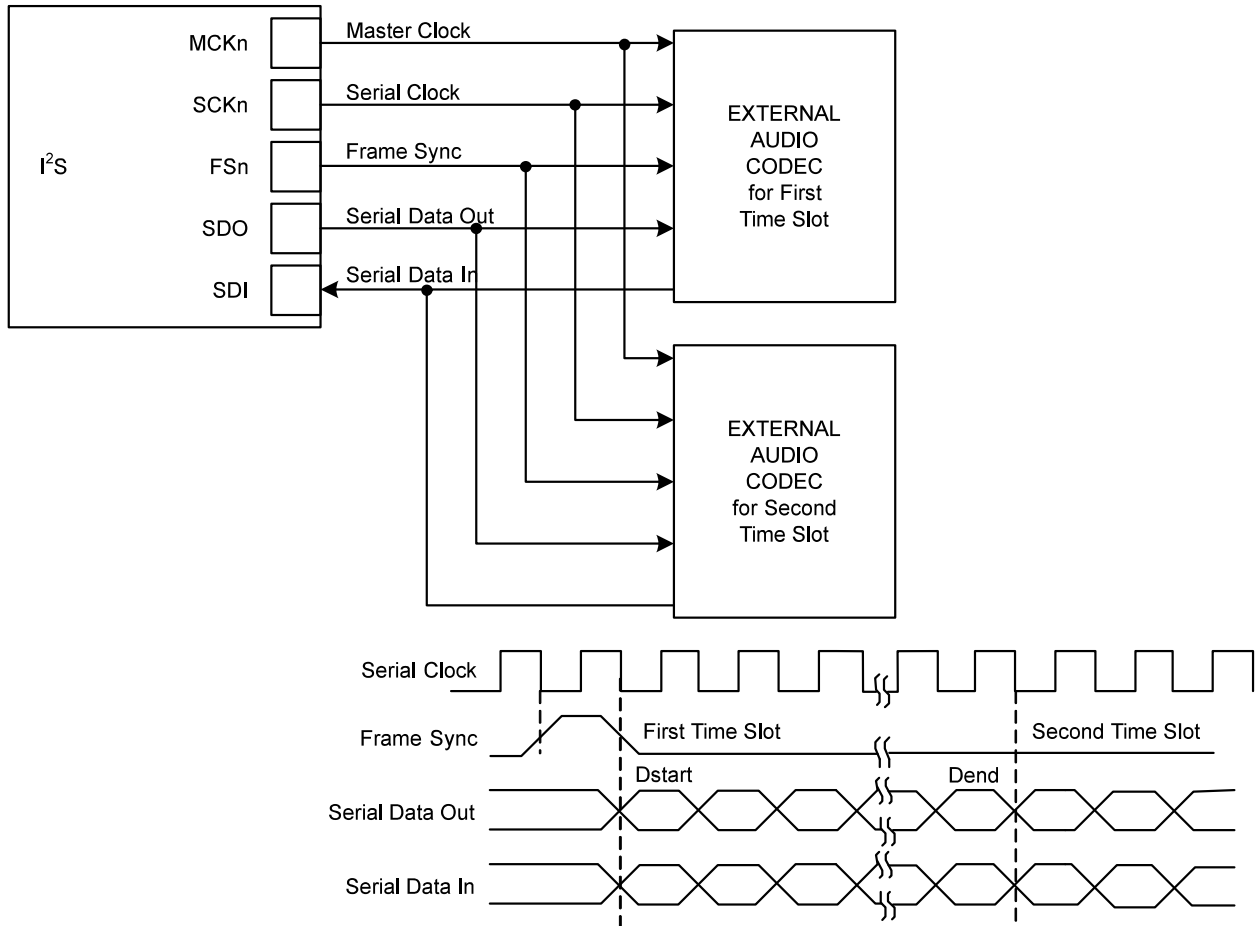 I²S
MCKn
Master Clock
SCKn
Serial Clock
FSn
Frame Sync
SDO
Serial Data Out
SDI
Serial Data In
EXTERNAL
AUDIO
CODEC
for First
Time Slot
EXTERNAL
AUDIO
CODEC
for Second
Time Slot
Serial Clock
Frame Sync
First Time Slot
Second Time Slot
Dstart
Dend
Serial Data Out
Serial Data In